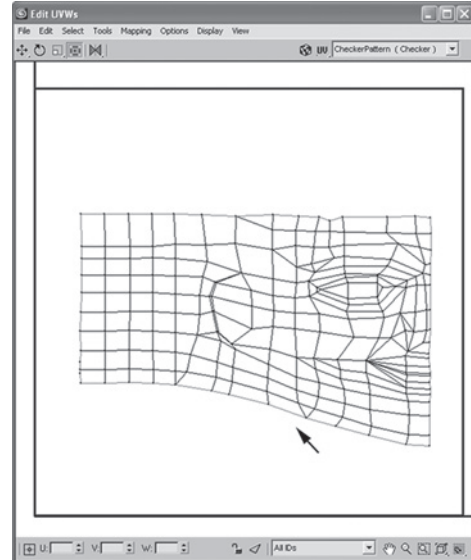 Edit UVWs
File Edit Select Tools Mapping Options Display View
UV CheckerPattern ( Checker )
U: V: W: All IDs